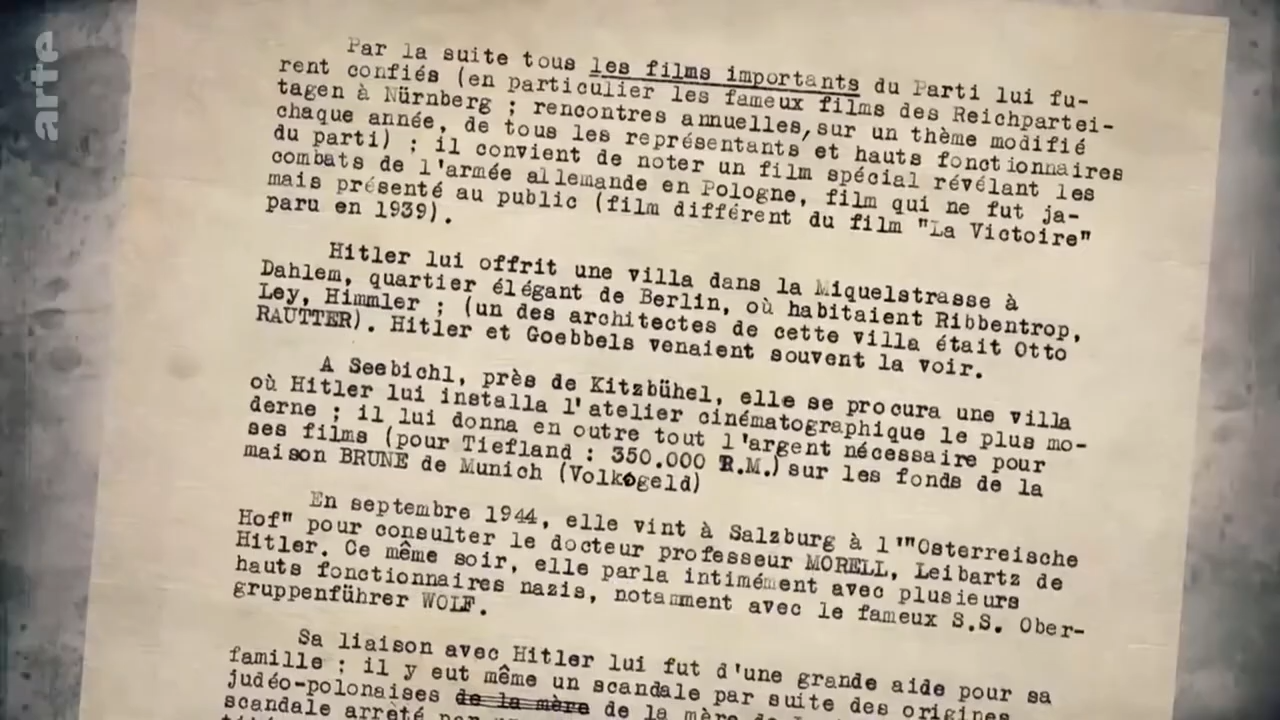 arte
Par la suite tous les films importants du Parti lui fu-
rent confiés (en particulier les fameux films des Reichpartei-
tagen à Nürnberg ; rencontres annuelles, sur un thème modifié
chaque année, de tous les représentants et hauts fonctionnaires
du parti) ; il convient de noter un film spécial révélant les
combats de l'armée allemande en Pologne, film qui ne fut ja-
mais présenté au public (film différent du film "La Victoire"
paru en 1939).
Hitler lui offrit une villa dans la Miquelstrasse à
Dahlem, quartier élégant de Berlin, où habitaient Ribbentrop,
Ley, Himmler ; (un des architectes de cette villa était Otto
RAUTTER). Hitler et Goebbels venaient souvent la voir.
A Seebichl, près de Kitzbühel, elle se procura une villa
où Hitler lui installa l'atelier cinématographique le plus mo-
derne ; il lui donna en outre tout l'argent nécessaire pour
ses films (pour Tiefland : 350.000 R.M.) sur les fonds de la
maison BRUNE de Munich (Volkogeld)
En septembre 1944, elle vint à Salzburg à l'"Osterreische
Hof" pour consulter le docteur professeur MORELL, Leibartz de
Hitler. Ce même soir, elle parla intimément avec plusieurs
hauts fonctionnaires nazis, notamment avec le fameux S.S. Ober-
gruppenführer WOLF.
Sa liaison avec Hitler lui fut d'une grande aide pour sa
famille ; il y eut même un scandale par suite des origines
judéo-polonaises de la mère de la mère de
scandale arrêté par